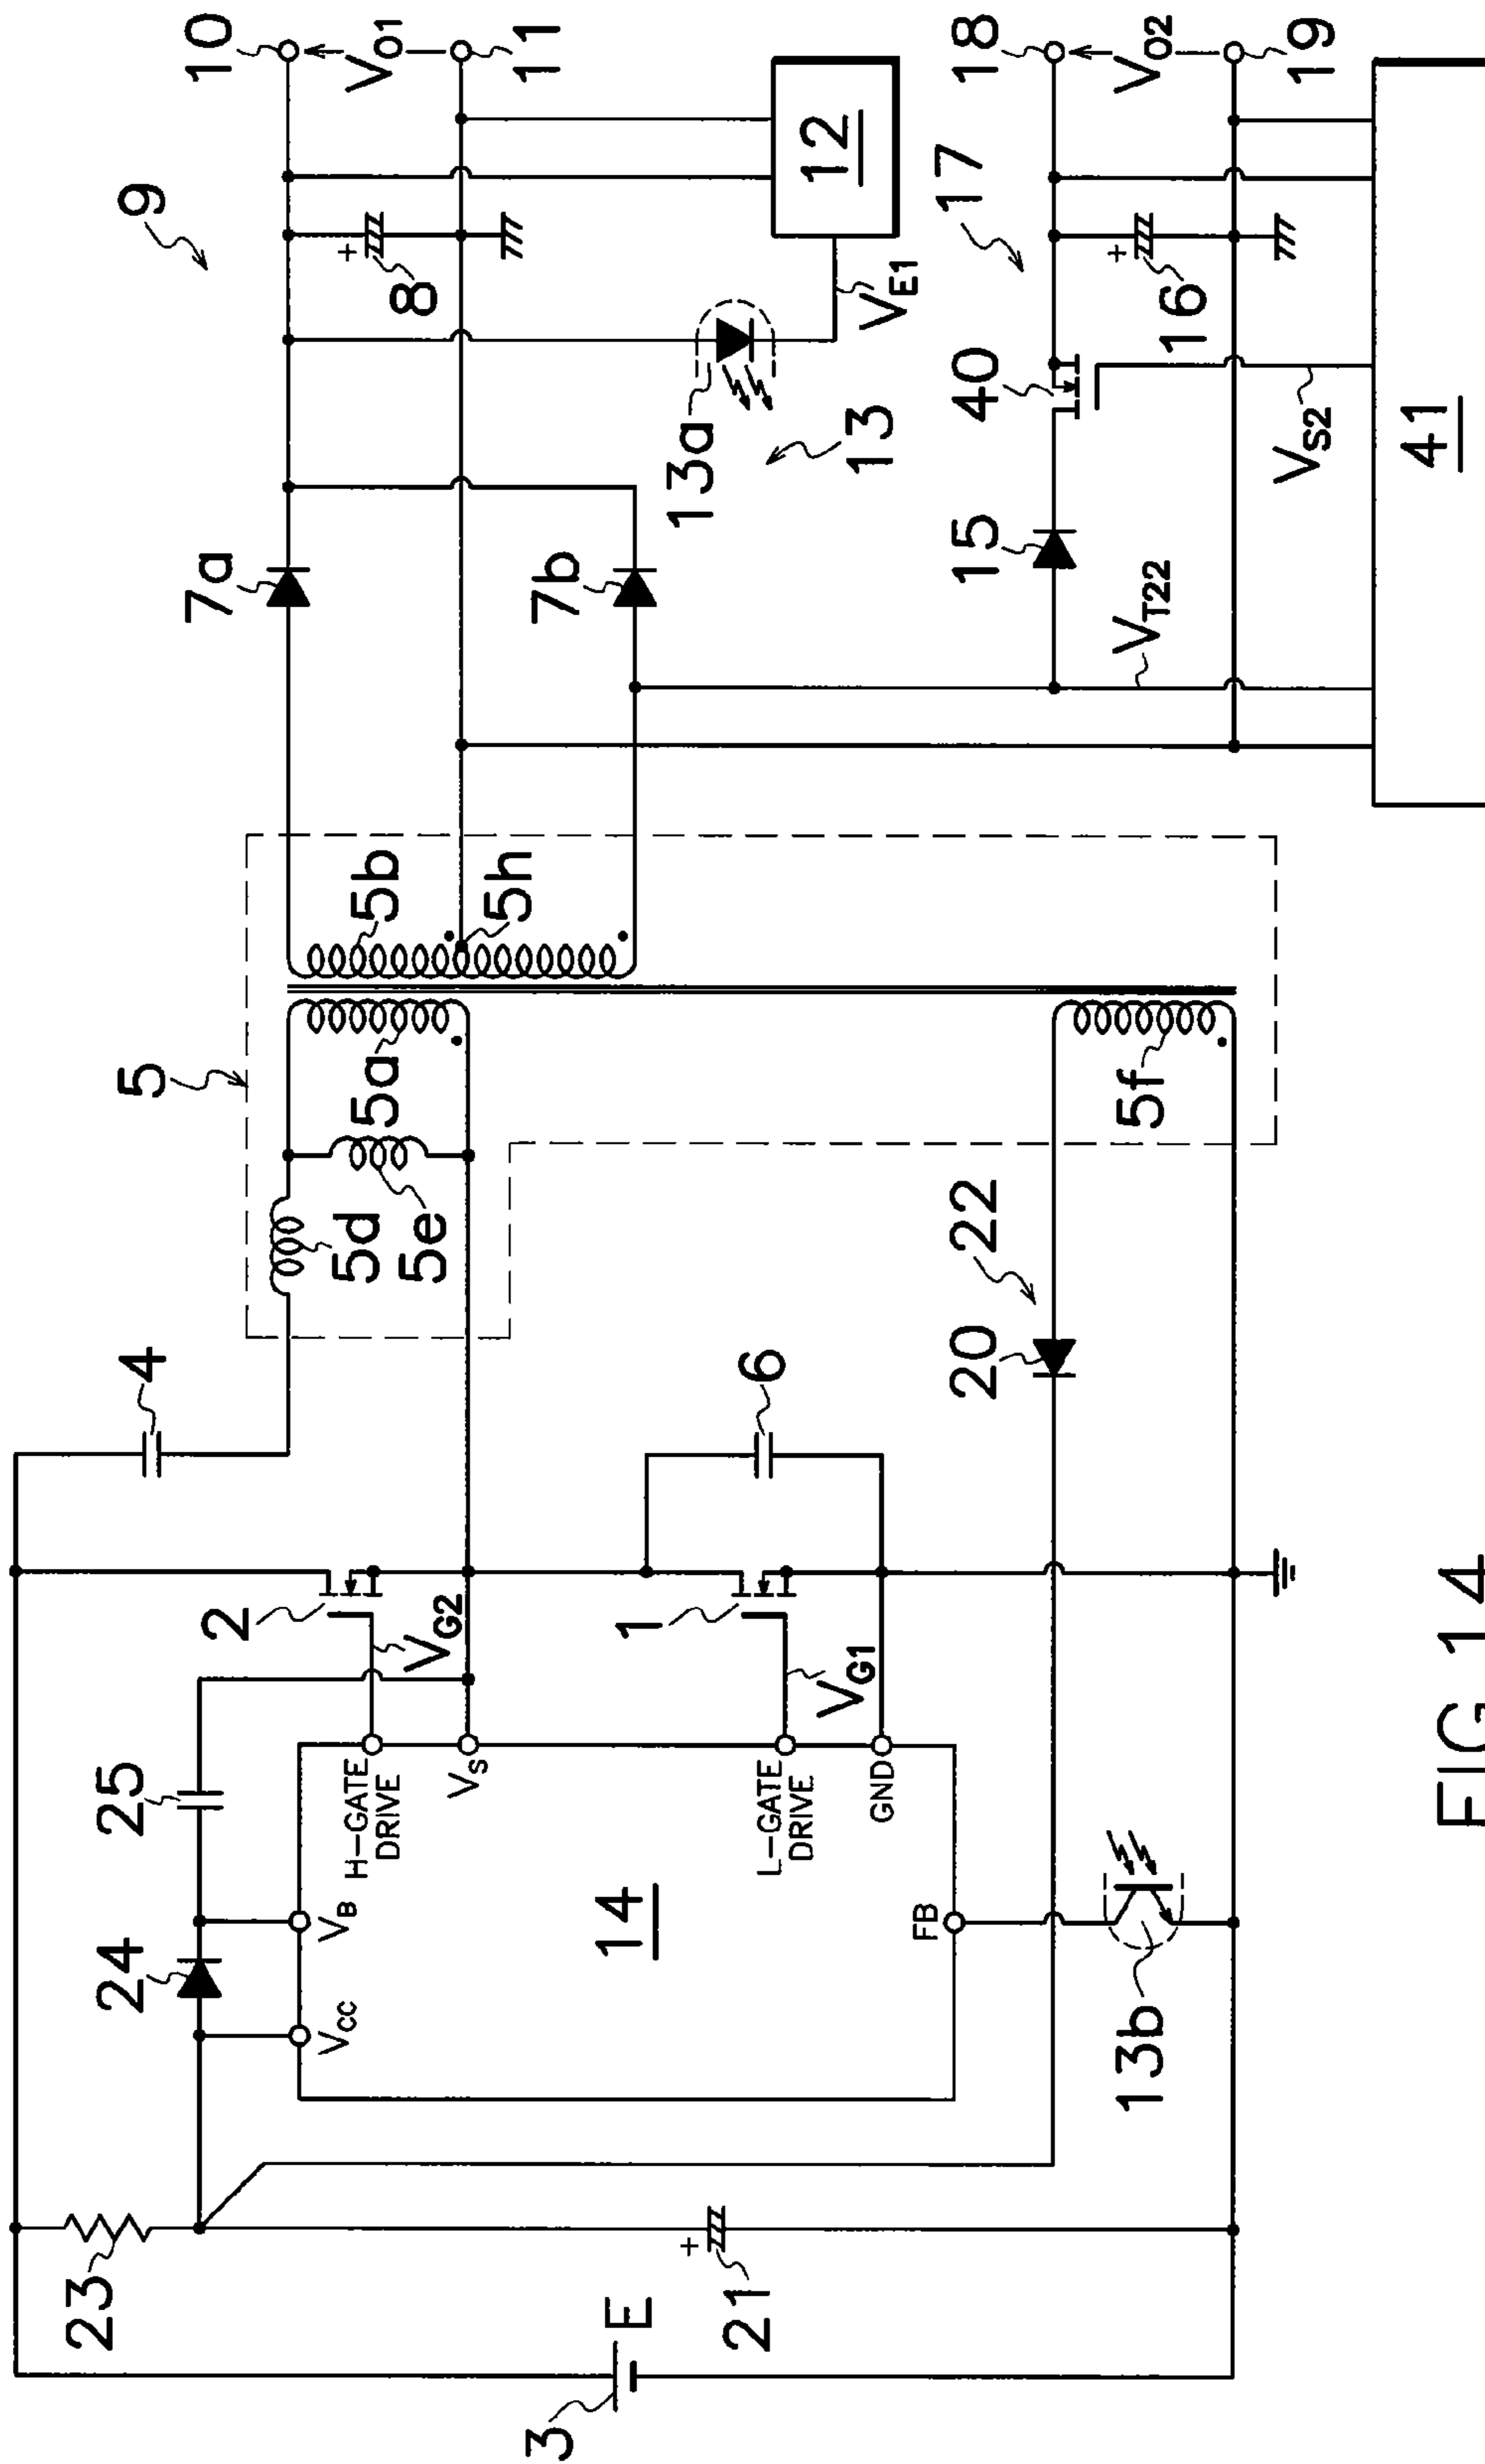 10
VO1
11
9
8
12
VE1
13a
13
7a
7b
18
VO2
19
17
16
40
15
VS2
VT22
41
5
5b
5h
5a
5d
5e
5f
4
6
22
20
2
VG2
1
VG1
25
24
H-GATE
DRIVE
VS
L-GATE
DRIVE
GND
VB
VCC
14
FB
13b
23
+
+
+
21
3
E
FIG.14